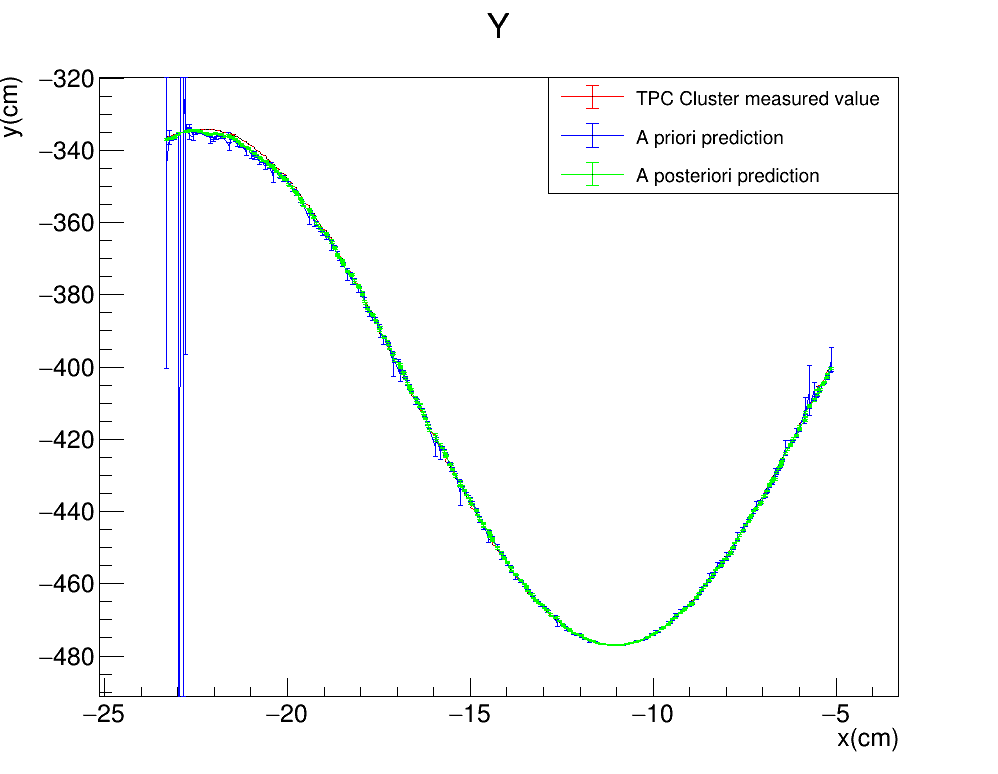 Y
y(cm)
−320
−340
−360
−380
−400
−420
−440
−460
−480
TPC Cluster measured value
A priori prediction
A posteriori prediction
−25 −20 −15 −10 −5
x(cm)